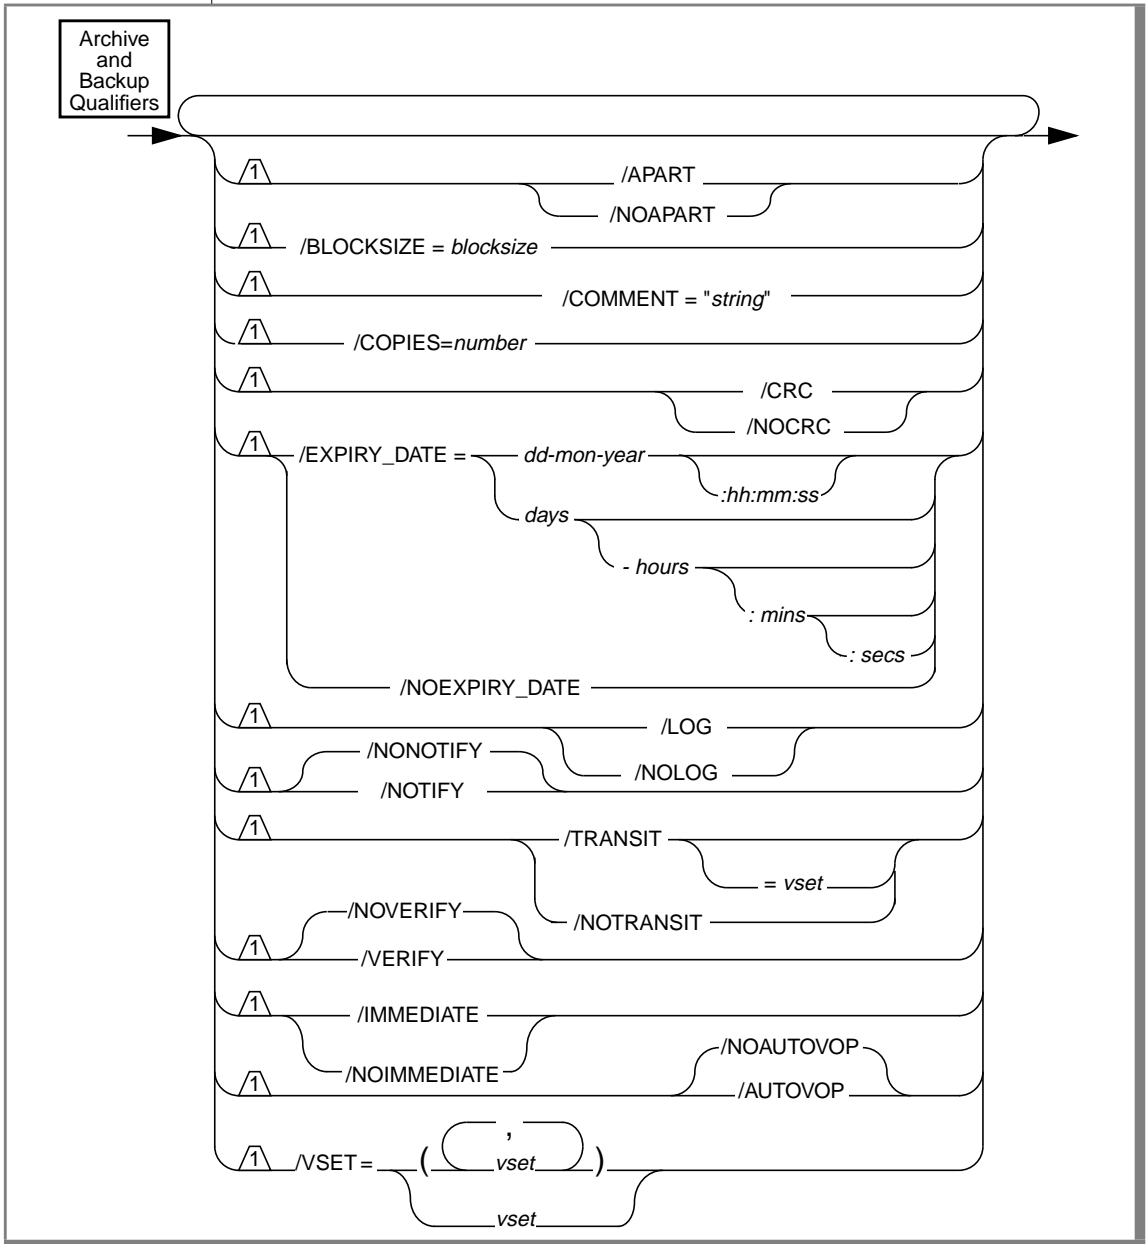 Archive
and
Backup
Qualifiers
1
/APART
/NOAPART
1
/BLOCKSIZE = blocksize
1
/COMMENT = "string"
1
/COPIES=number
1
/CRC
/NOCRC
1
/EXPIRY_DATE = dd-mon-year
:hh:mm:ss
days
- hours
: mins
: secs
/NOEXPIRY_DATE
1
/LOG
/NOLOG
/NONOTIFY
1
/NOTIFY
1
/TRANSIT
= vset
/NOTRANSIT
/NOVERIFY
1
/VERIFY
1
/IMMEDIATE
/NOIMMEDIATE
/NOAUTOVOP
1
/AUTOVOP
,
1 /VSET= ( vset )
vset